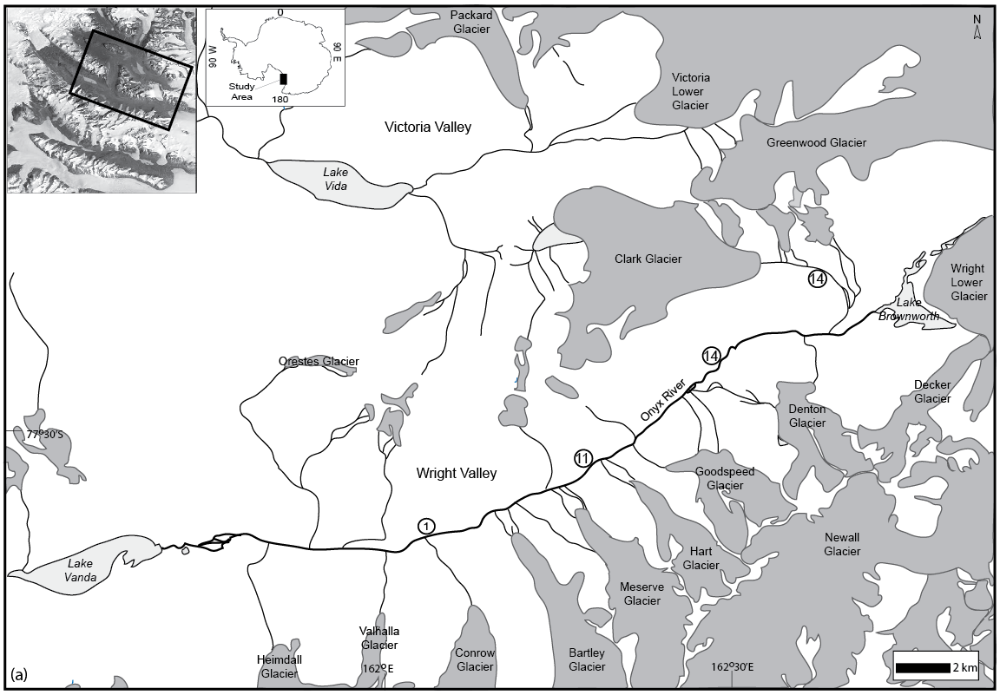 0
90 W
90 E
Study
Area
180
N
Packard
Glacier
Victoria
Lower
Glacier
Victoria Valley
Greenwood Glacier
Lake
Vida
Clark Glacier
14
Wright
Lower
Glacier
Lake
Brownworth
14
Orestes Glacier
Onyx River
Decker
Glacier
Denton
Glacier
77°30'S
11
Wright Valley
Goodspeed
Glacier
1
Newall
Glacier
Hart
Glacier
Lake
Vanda
Meserve
Glacier
Valhalla
Glacier
Heimdall
Glacier
Conrow
Glacier
Bartley
Glacier
162°E
162°30'E
2 km
(a)